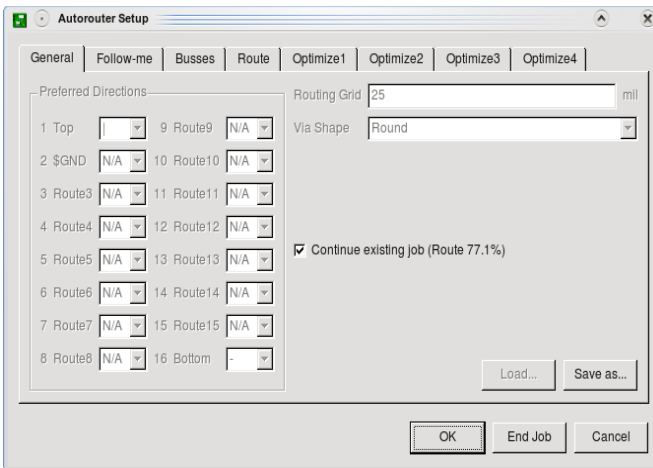 Autorouter Setup
General Follow-me Busses Route Optimize1 Optimize2 Optimize3 Optimize4
Preferred Directions
Routing Grid 25 mil
Via Shape Round
1 Top | 9 Route9 N/A
2 $GND N/A 10 Route10 N/A
3 Route3 N/A 11 Route11 N/A
4 Route4 N/A 12 Route12 N/A
5 Route5 N/A 13 Route13 N/A
6 Route6 N/A 14 Route14 N/A
7 Route7 N/A 15 Route15 N/A
8 Route8 N/A 16 Bottom -
Continue existing job (Route 77.1%)
Load... Save as...
OK End Job Cancel